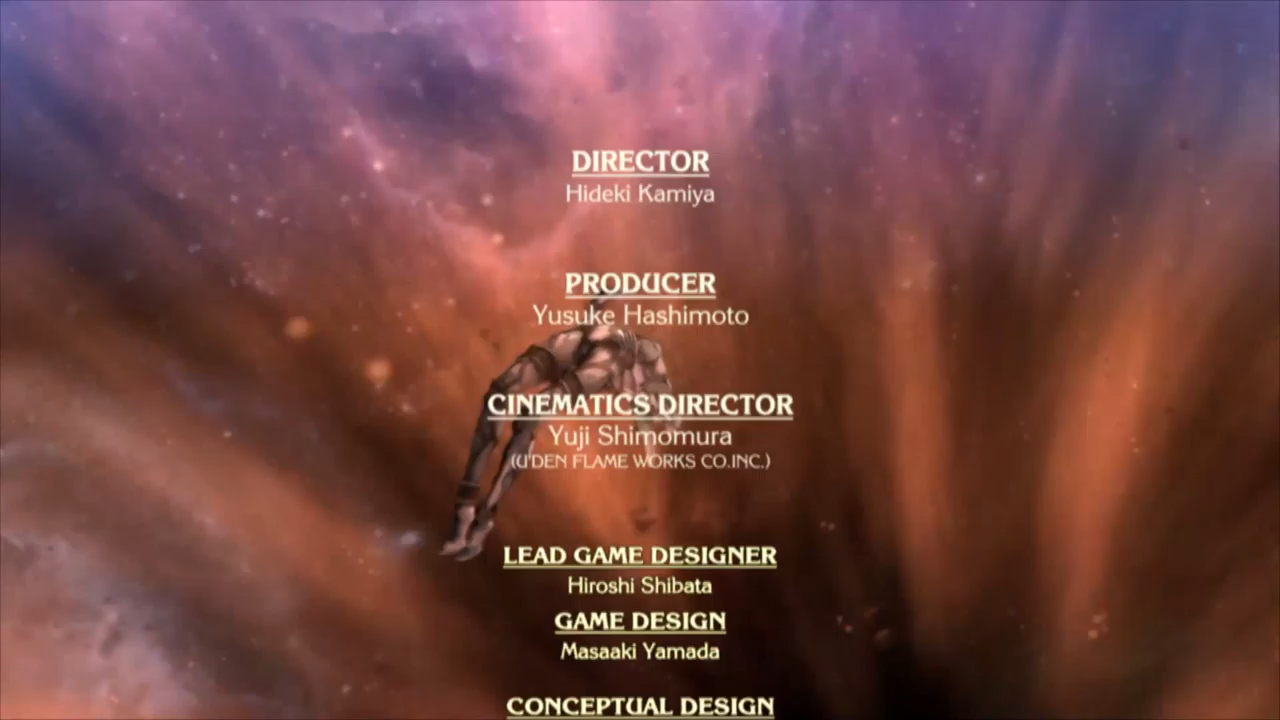 DIRECTOR
Hideki Kamiya
PRODUCER
Yusuke Hashimoto
CINEMATICS DIRECTOR
Yuji Shimomura
(U'DEN FLAME WORKS CO.INC.)
LEAD GAME DESIGNER
Hiroshi Shibata
GAME DESIGN
Masaaki Yamada
CONCEPTUAL DESIGN